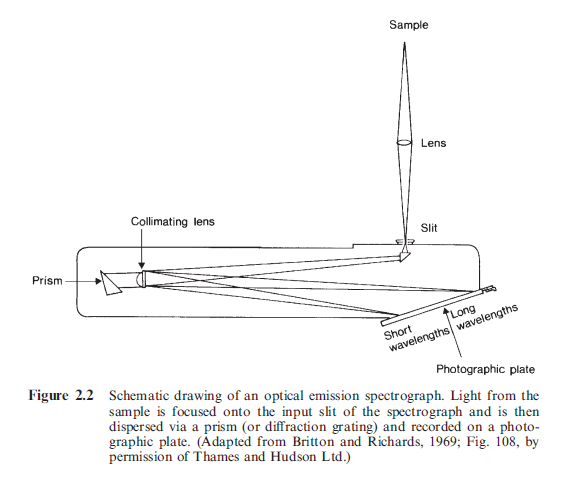 Sample
Lens
Slit
Collimating lens
Prism
Short
wavelengths
Long
wavelengths
Photographic plate
Figure 2.2 Schematic drawing of an optical emission spectrograph. Light from the
sample is focused onto the input slit of the spectrograph and is then
dispersed via a prism (or diffraction grating) and recorded on a photo-
graphic plate. (Adapted from Britton and Richards, 1969; Fig. 108, by
permission of Thames and Hudson Ltd.)